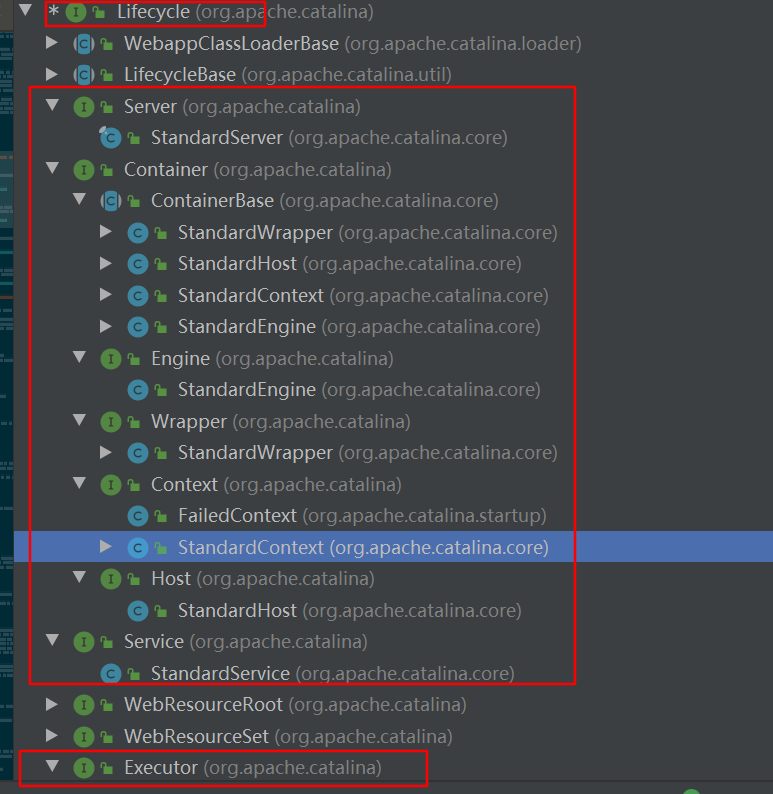 * I Lifecycle (org.apache.catalina)
C WebappClassLoaderBase (org.apache.catalina.loader)
C LifecycleBase (org.apache.catalina.util)
I Server (org.apache.catalina)
C StandardServer (org.apache.catalina.core)
I Container (org.apache.catalina)
C ContainerBase (org.apache.catalina.core)
C StandardWrapper (org.apache.catalina.core)
C StandardHost (org.apache.catalina.core)
C StandardContext (org.apache.catalina.core)
C StandardEngine (org.apache.catalina.core)
I Engine (org.apache.catalina)
C StandardEngine (org.apache.catalina.core)
I Wrapper (org.apache.catalina)
C StandardWrapper (org.apache.catalina.core)
I Context (org.apache.catalina)
C FailedContext (org.apache.catalina.startup)
C StandardContext (org.apache.catalina.core)
I Host (org.apache.catalina)
C StandardHost (org.apache.catalina.core)
I Service (org.apache.catalina)
C StandardService (org.apache.catalina.core)
I WebResourceRoot (org.apache.catalina)
I WebResourceSet (org.apache.catalina)
I Executor (org.apache.catalina)